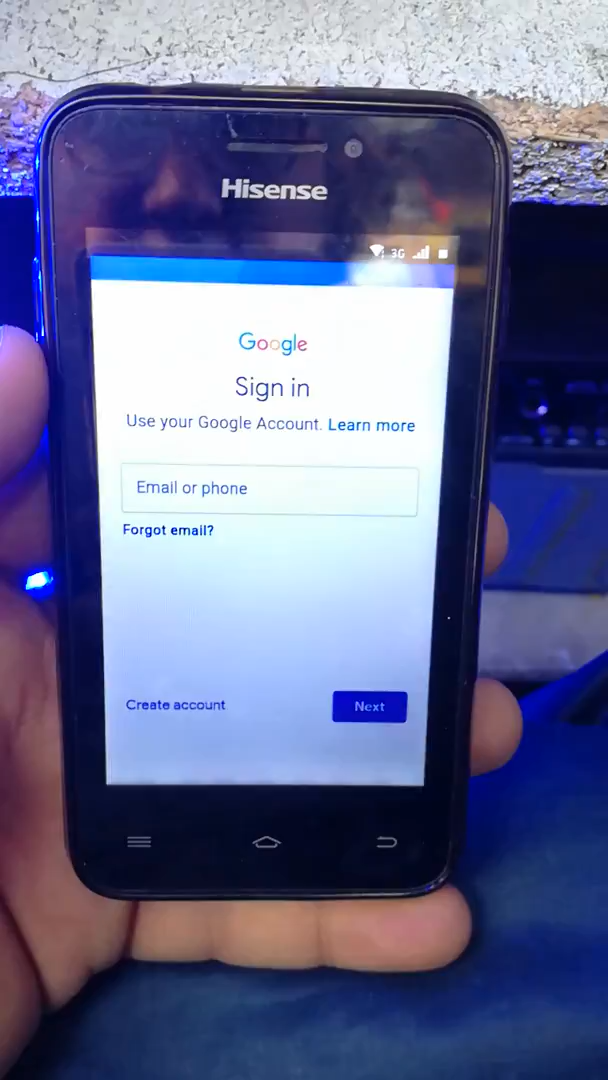 Hisense
3G
Google
Sign in
Use your Google Account. Learn more
Email or phone
Forgot email?
Create account
Next